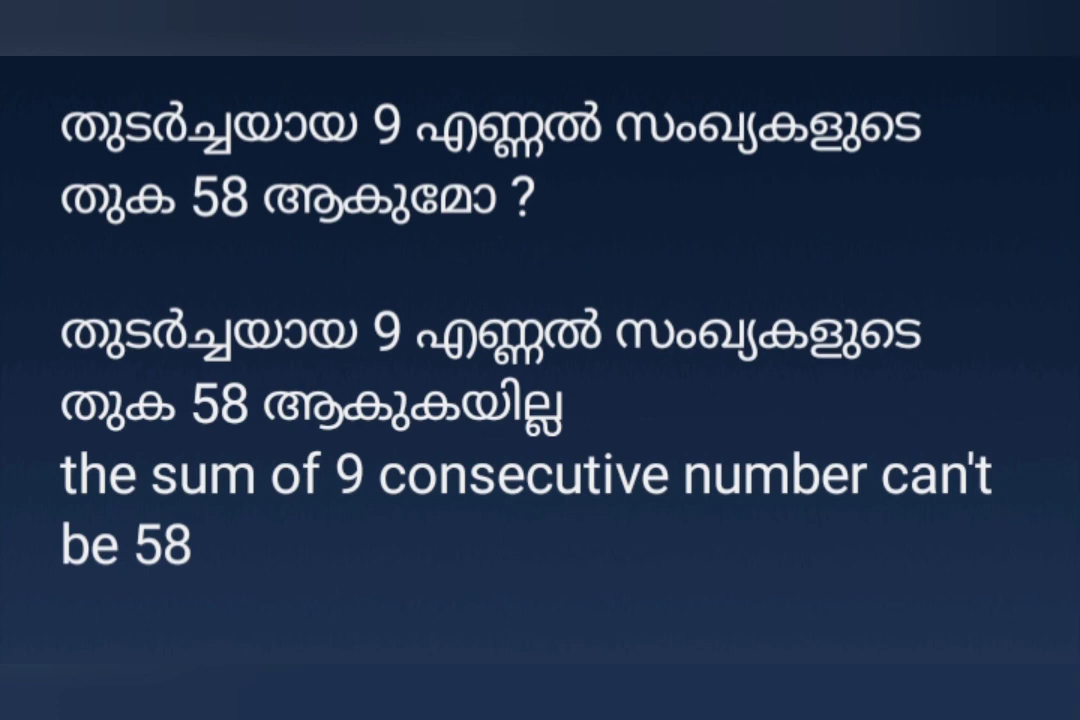 തുടർച്ചയായ 9 എണ്ണൽ സംഖ്യകളുടെ
തുക 58 ആകുമോ ?
തുടർച്ചയായ 9 എണ്ണൽ സംഖ്യകളുടെ
തുക 58 ആകുകയില്ല
the sum of 9 consecutive number can't
be 58